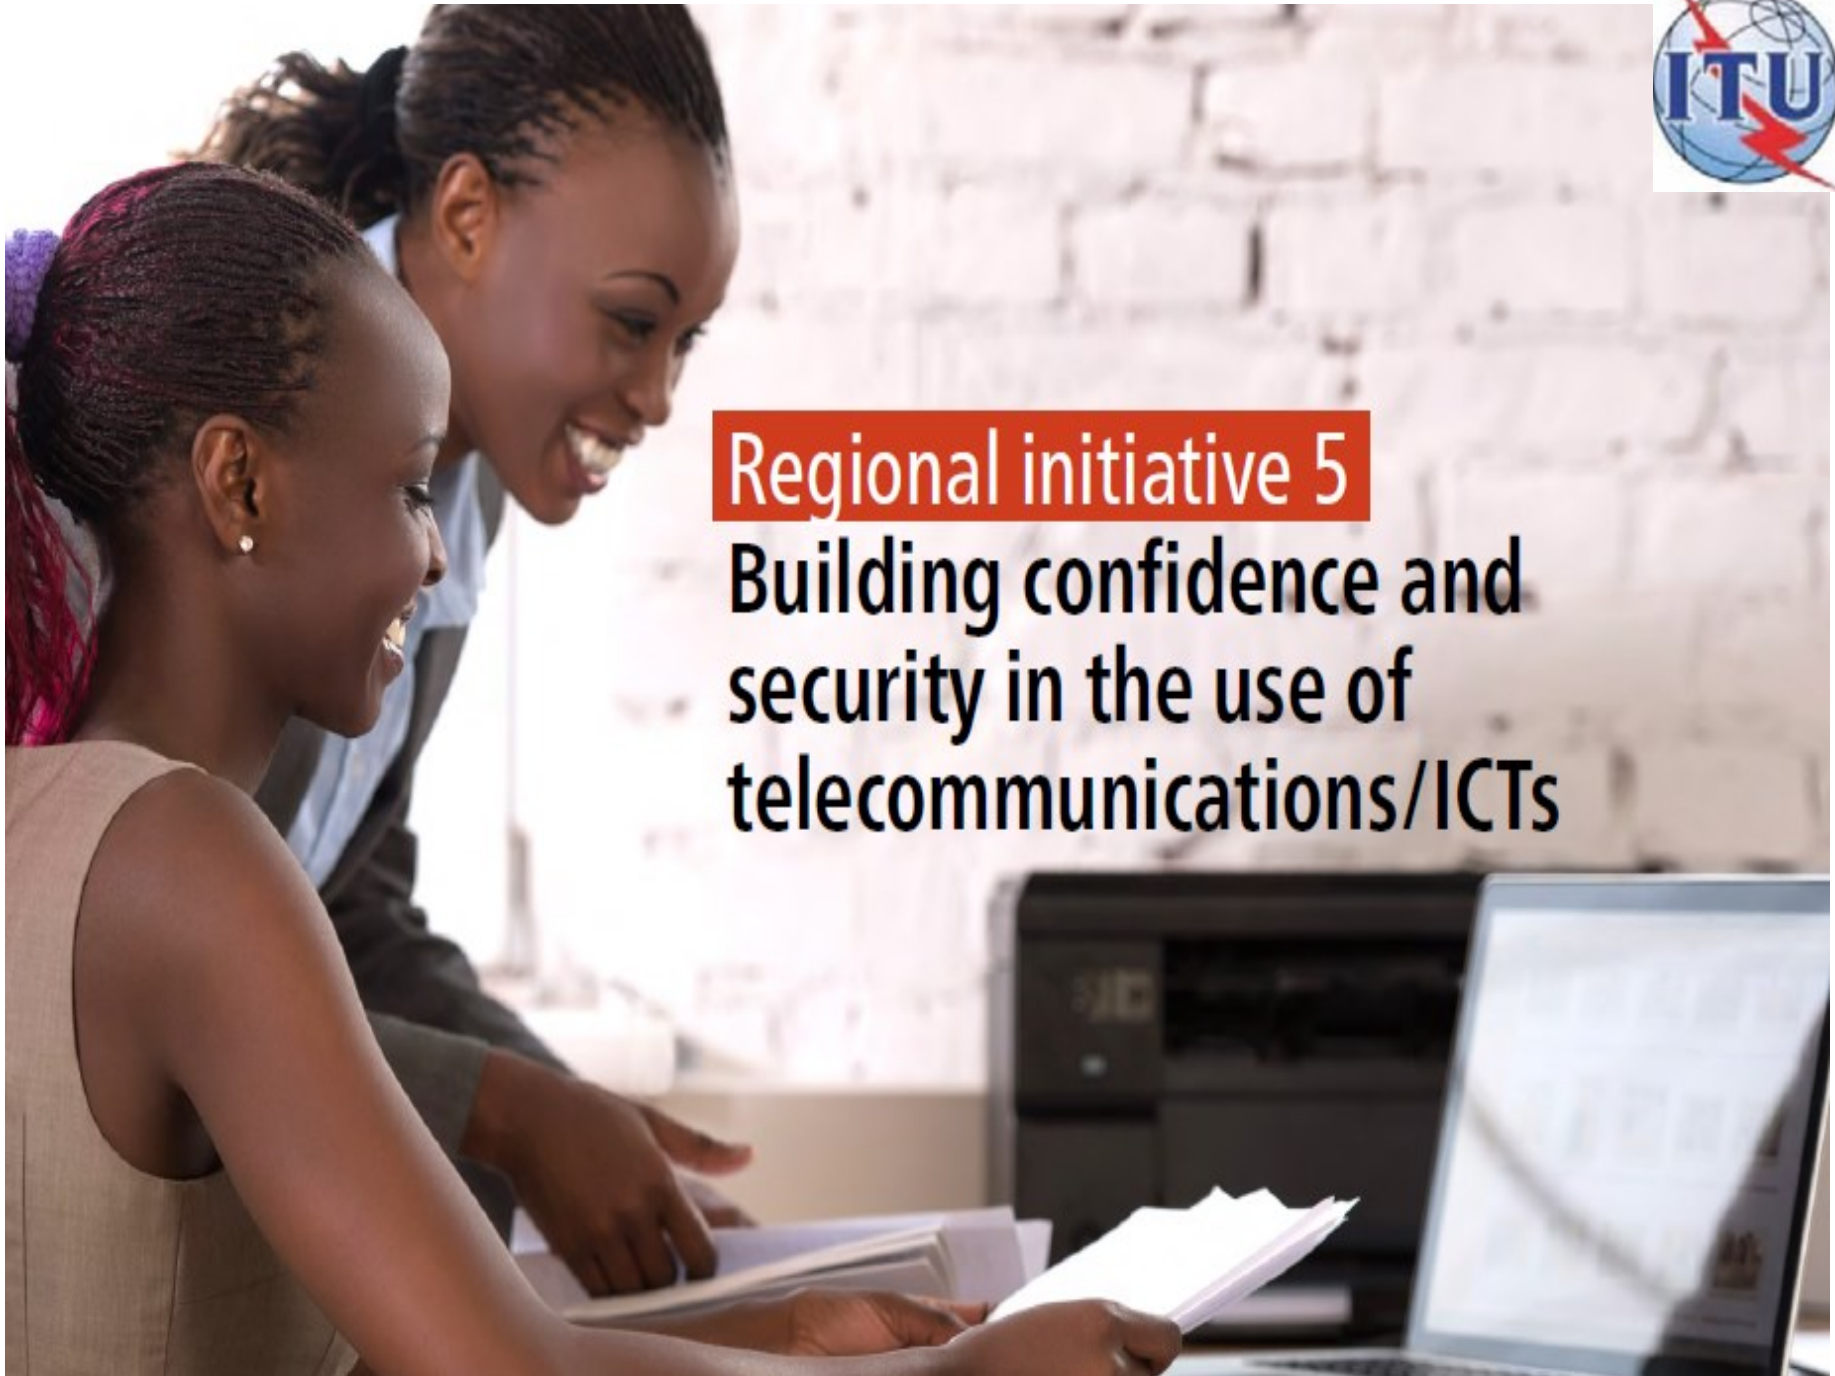 ITU
Regional initiative 5
Building confidence and
security in the use of
telecommunications/ICTs